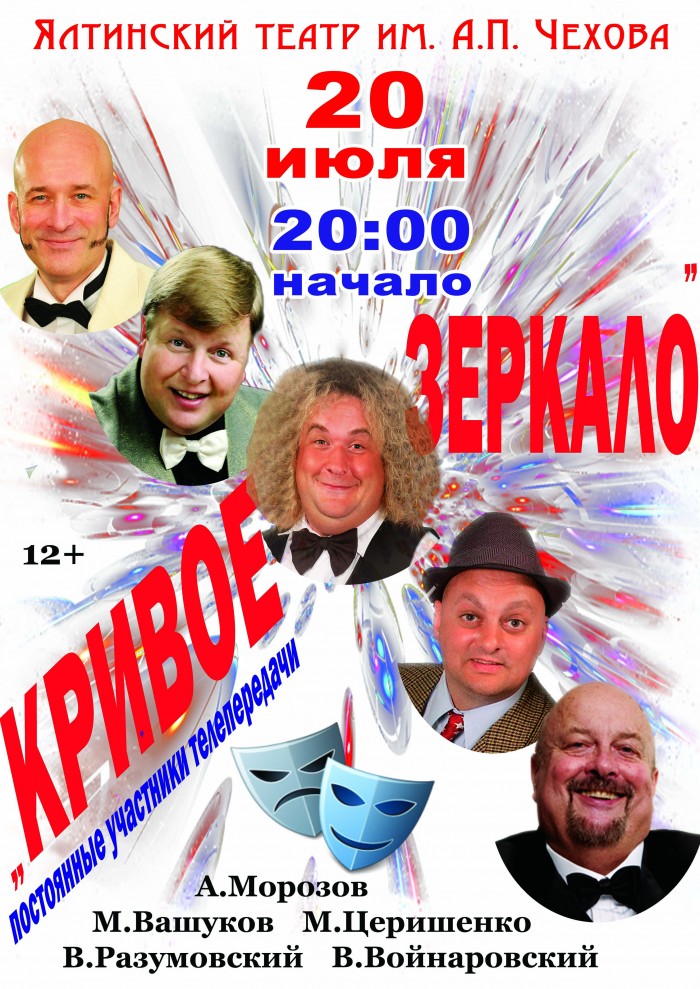 Ялтинский театр им. А.П. Чехова
20
июля
20:00
начало
„КРИВОЕ
ЗЕРКАЛО”
постоянные участники телепередачи
12+
А.Морозов
М.Вашуков М.Церишенко
В.Разумовский В.Войнаровский